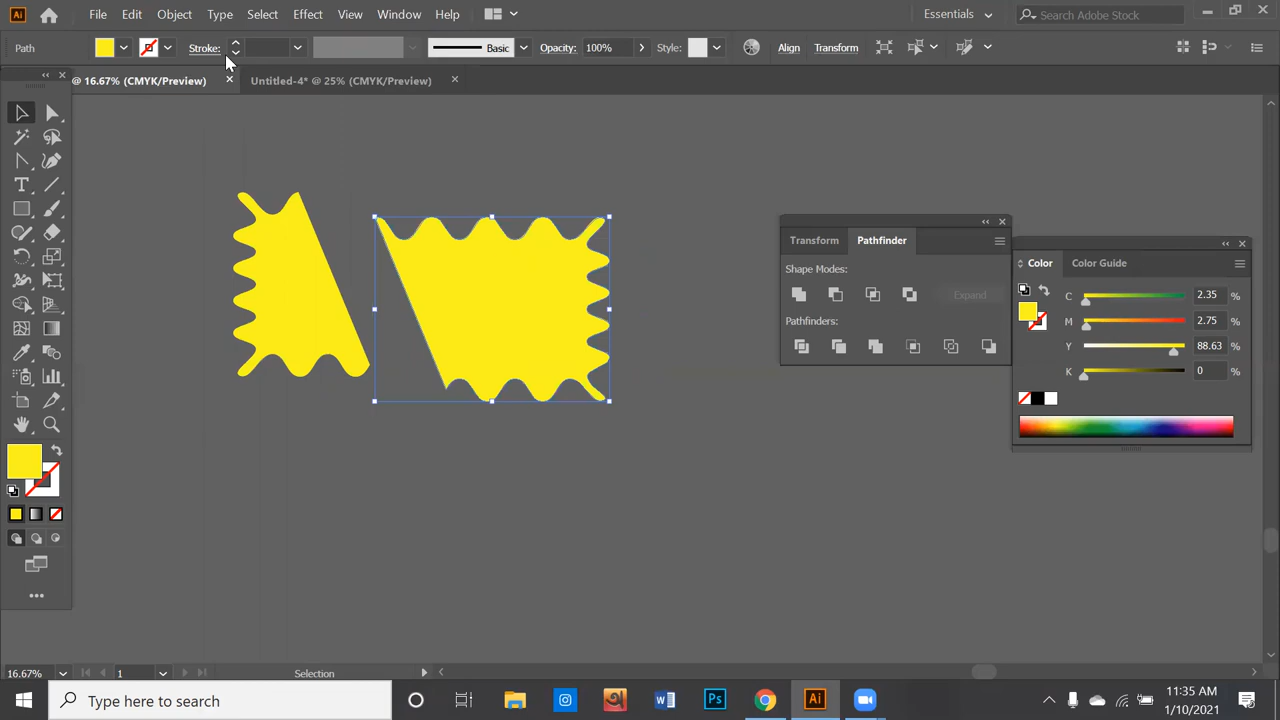 Ai File Edit Object Type Select Effect View Window Help Essentials Search Adobe Stock
Path Stroke: Basic Opacity: 100% Style: Align Transform
@ 16.67% (CMYK/Preview) Untitled-4* @ 25% (CMYK/Preview)
Transform Pathfinder
Shape Modes:
Expand
Pathfinders:
Color Color Guide
C 2.35 %
M 2.75 %
Y 88.63 %
K 0 %
16.67% 1 Selection
Type here to search
W Ps Ai
11:35 AM
1/10/2021